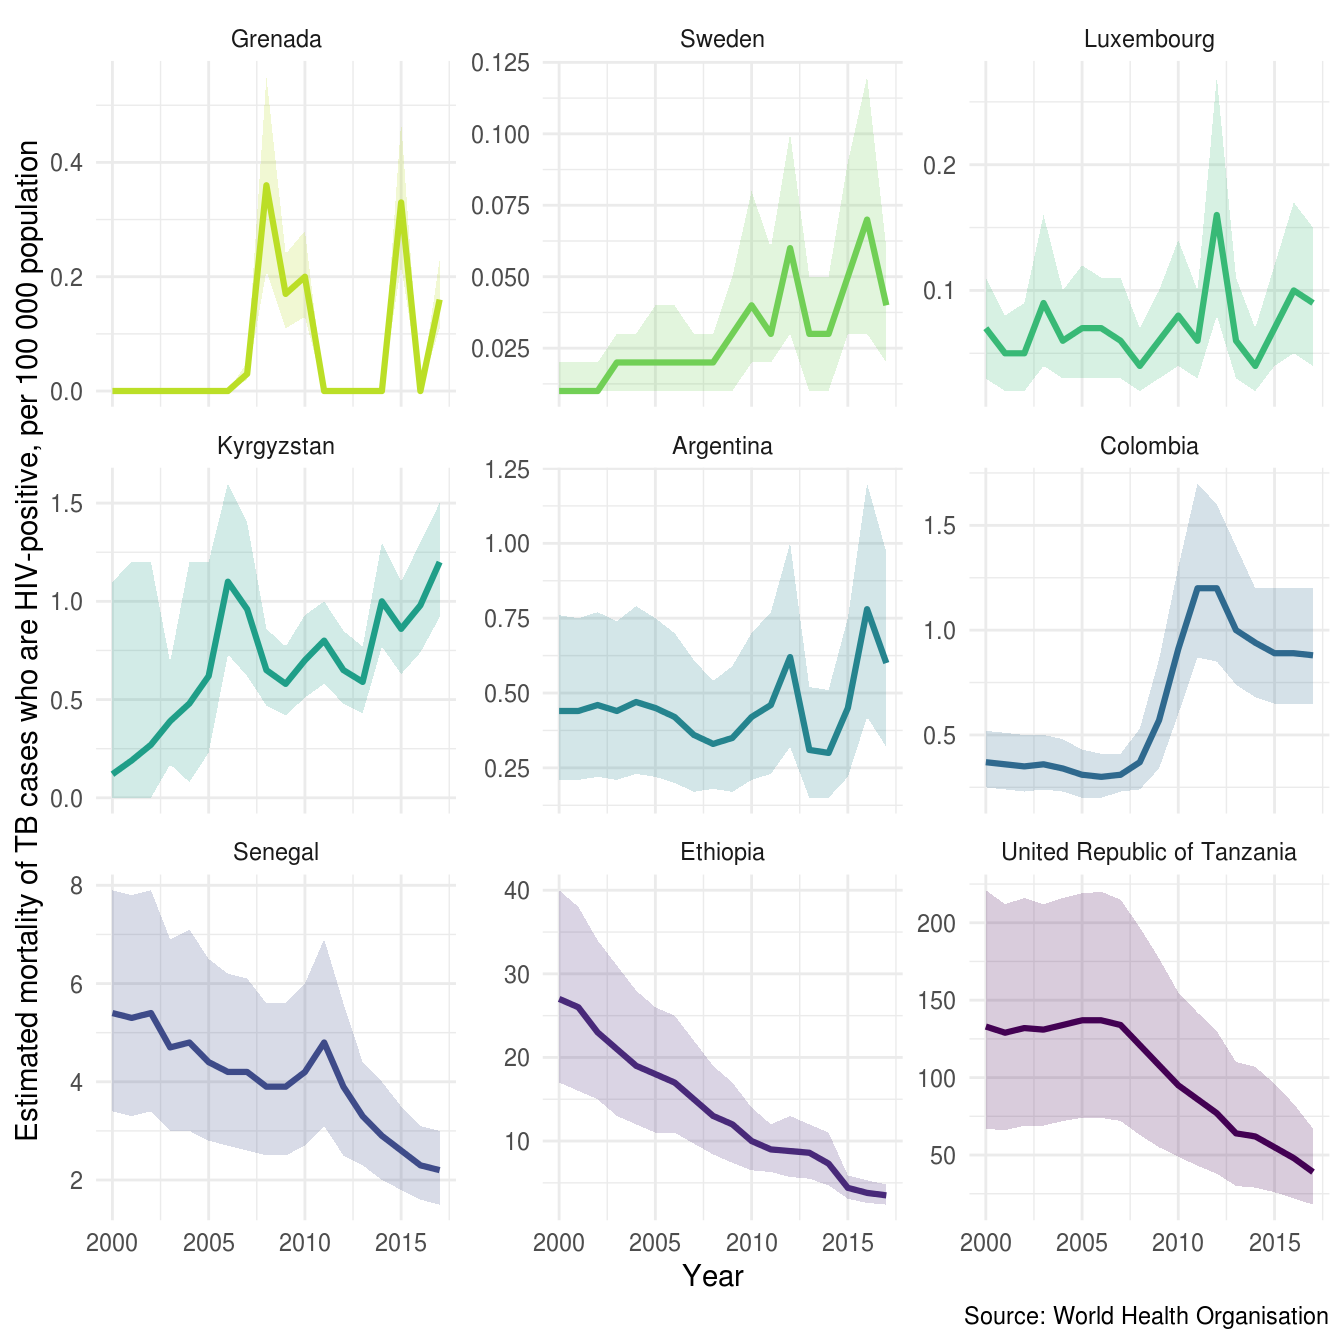 Estimated mortality of TB cases who are HIV-positive, per 100 000 population
Grenada
0.4
0.2
0.0
Sweden
0.125
0.100
0.075
0.050
0.025
Luxembourg
0.2
0.1
Kyrgyzstan
1.5
1.0
0.5
0.0
Argentina
1.25
1.00
0.75
0.50
0.25
Colombia
1.5
1.0
0.5
Senegal
8
6
4
2
2000 2005 2010 2015
Ethiopia
40
30
20
10
2000 2005 2010 2015
United Republic of Tanzania
200
150
100
50
2000 2005 2010 2015
Year
Source: World Health Organisation